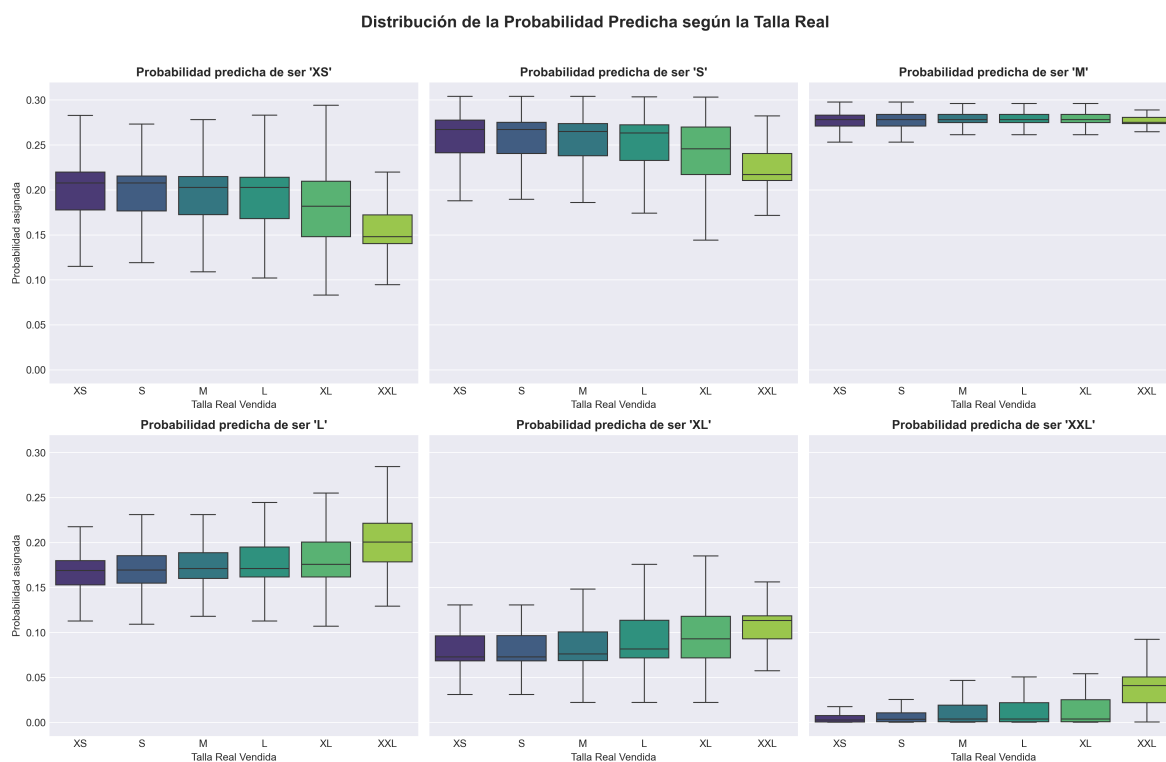 Distribución de la Probabilidad Predicha según la Talla Real
Probabilidad predicha de ser 'XS'
Probabilidad predicha de ser 'S'
Probabilidad predicha de ser 'M'
Probabilidad asignada
0.30
0.25
0.20
0.15
0.10
0.05
0.00
XS S M L XL XXL
Talla Real Vendida
XS S M L XL XXL
Talla Real Vendida
XS S M L XL XXL
Talla Real Vendida
Probabilidad predicha de ser 'L'
Probabilidad predicha de ser 'XL'
Probabilidad predicha de ser 'XXL'
Probabilidad asignada
0.30
0.25
0.20
0.15
0.10
0.05
0.00
XS S M L XL XXL
Talla Real Vendida
XS S M L XL XXL
Talla Real Vendida
XS S M L XL XXL
Talla Real Vendida